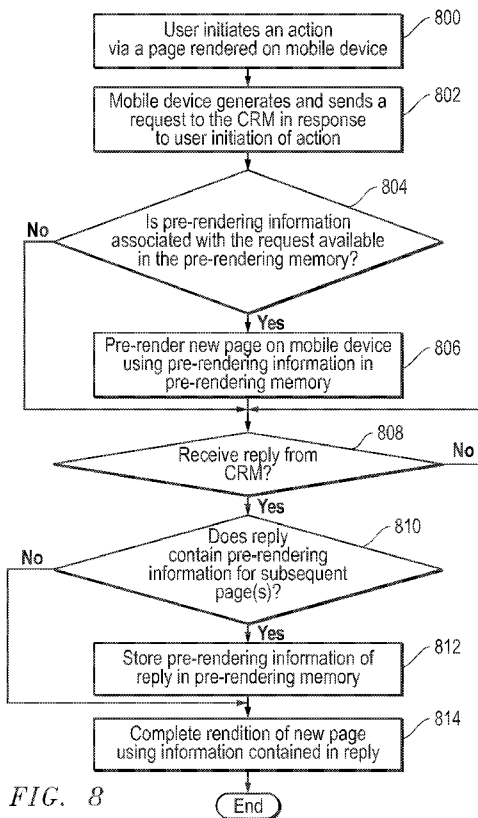 User initiates an action
via a page rendered on mobile device
800
Mobile device generates and sends a
request to the CRM in response
to user initiation of action
802
804
No
Is pre-rendering information
associated with the request available
in the pre-rendering memory?
Yes
Pre-render new page on mobile device
using pre-rendering information in
pre-rendering memory
806
808
Receive reply from
CRM?
No
Yes
810
No
Does reply
contain pre-rendering
information for subsequent
page(s)?
Yes
Store pre-rendering information of
reply in pre-rendering memory
812
Complete rendition of new page
using information contained in reply
814
FIG. 8
End